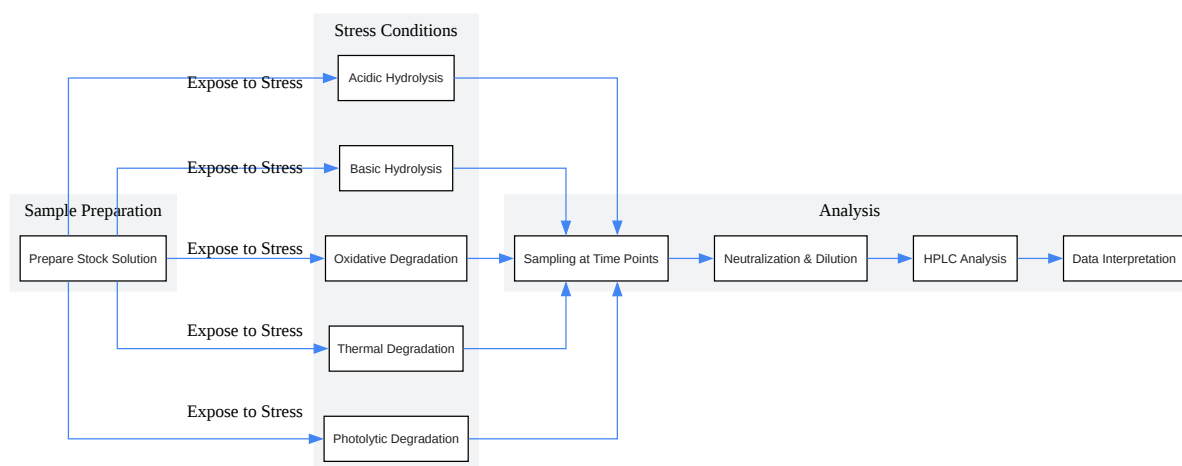 Stress Conditions
Expose to Stress
Acidic Hydrolysis
Expose to Stress
Basic Hydrolysis
Sample Preparation
Analysis
Prepare Stock Solution
Expose to Stress
Oxidative Degradation
Sampling at Time Points
Neutralization & Dilution
HPLC Analysis
Data Interpretation
Expose to Stress
Thermal Degradation
Expose to Stress
Photolytic Degradation